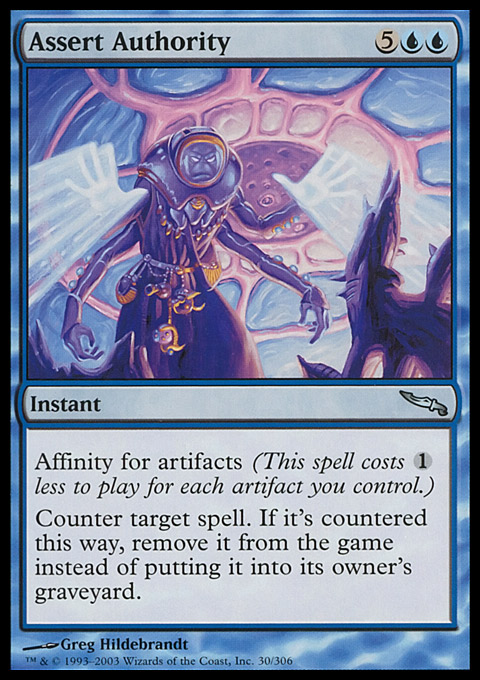 Assert Authority 5
Instant
Affinity for artifacts (This spell costs 1
less to play for each artifact you control.)
Counter target spell. If it's countered
this way, remove it from the game
instead of putting it into its owner's
graveyard.
Greg Hildebrandt
™ & © 1993–2003 Wizards of the Coast, Inc. 30/306